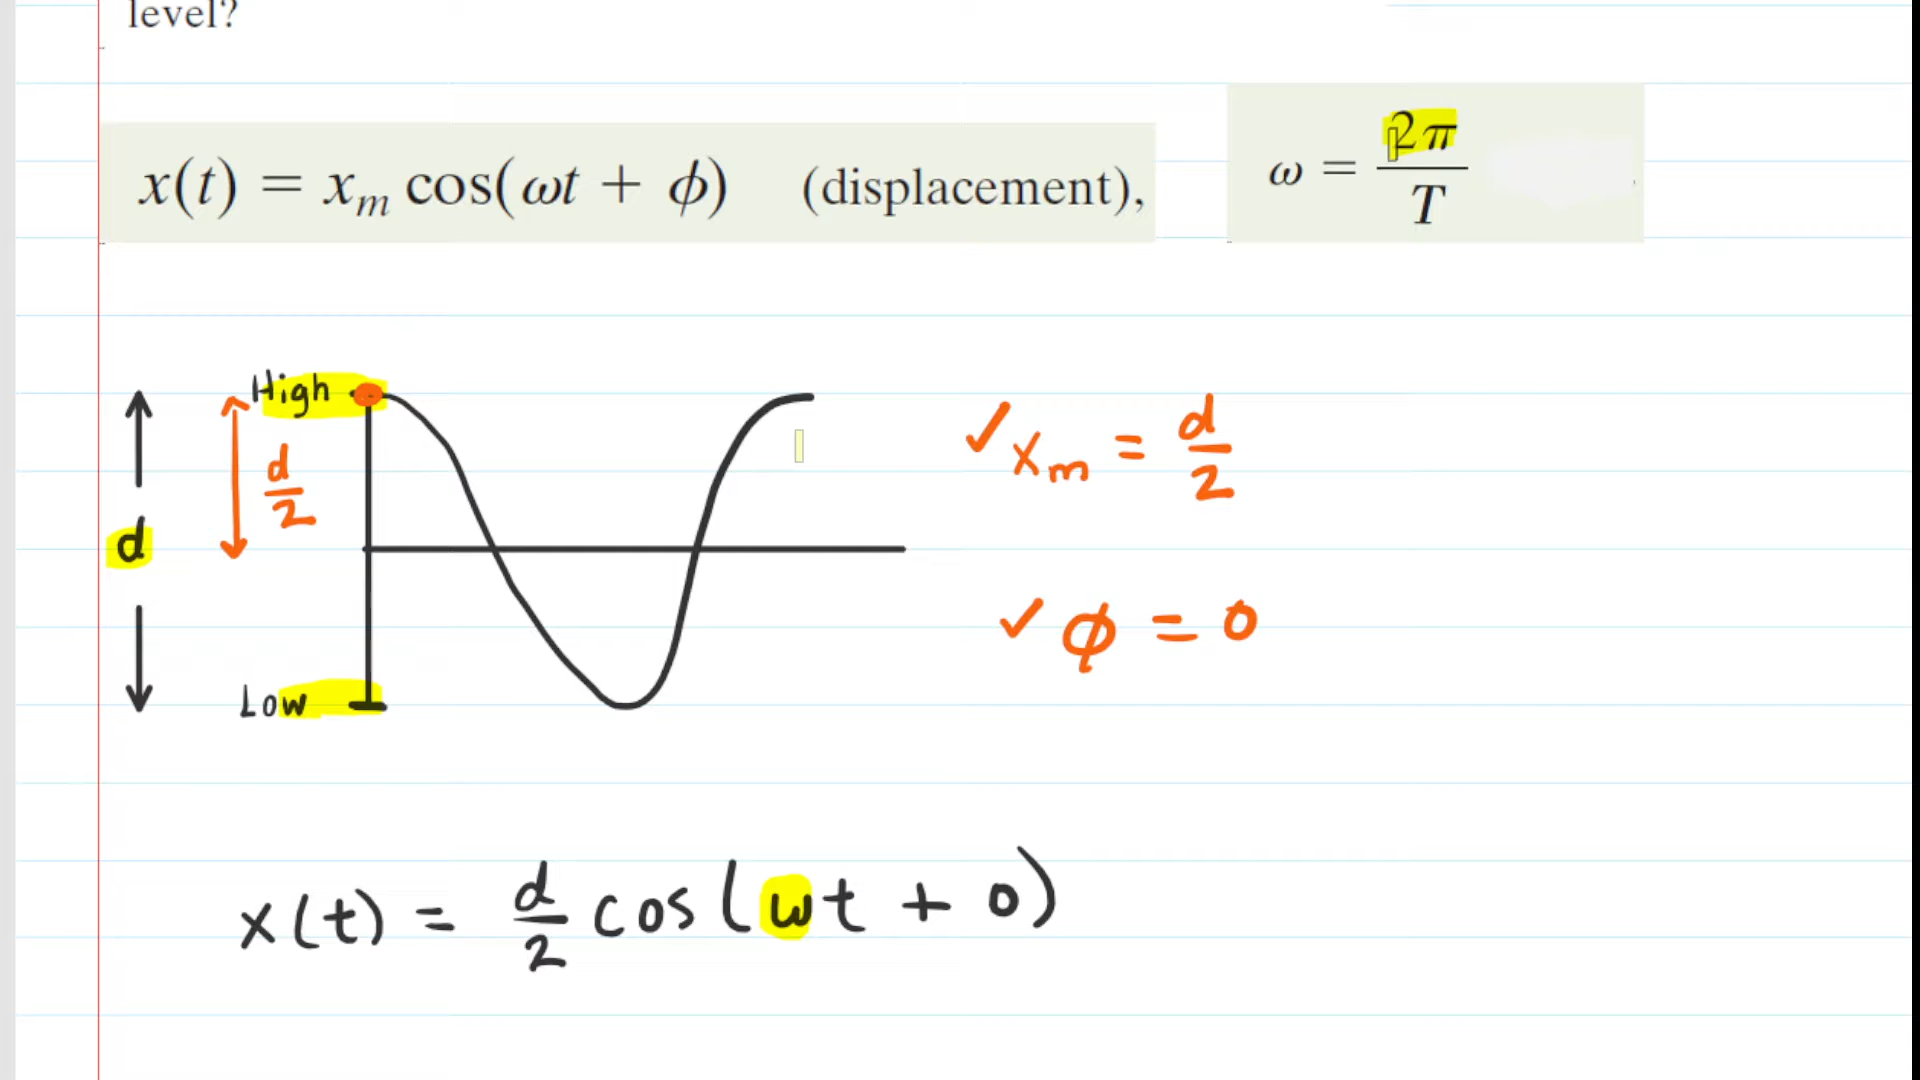 level?
x(t) = x_m cos(ωt + ϕ) (displacement),
ω = 2π/T
High
d/2
d
Low
✓ x_m = d/2
✓ ϕ = 0
x(t) = d/2 cos(ωt + 0)